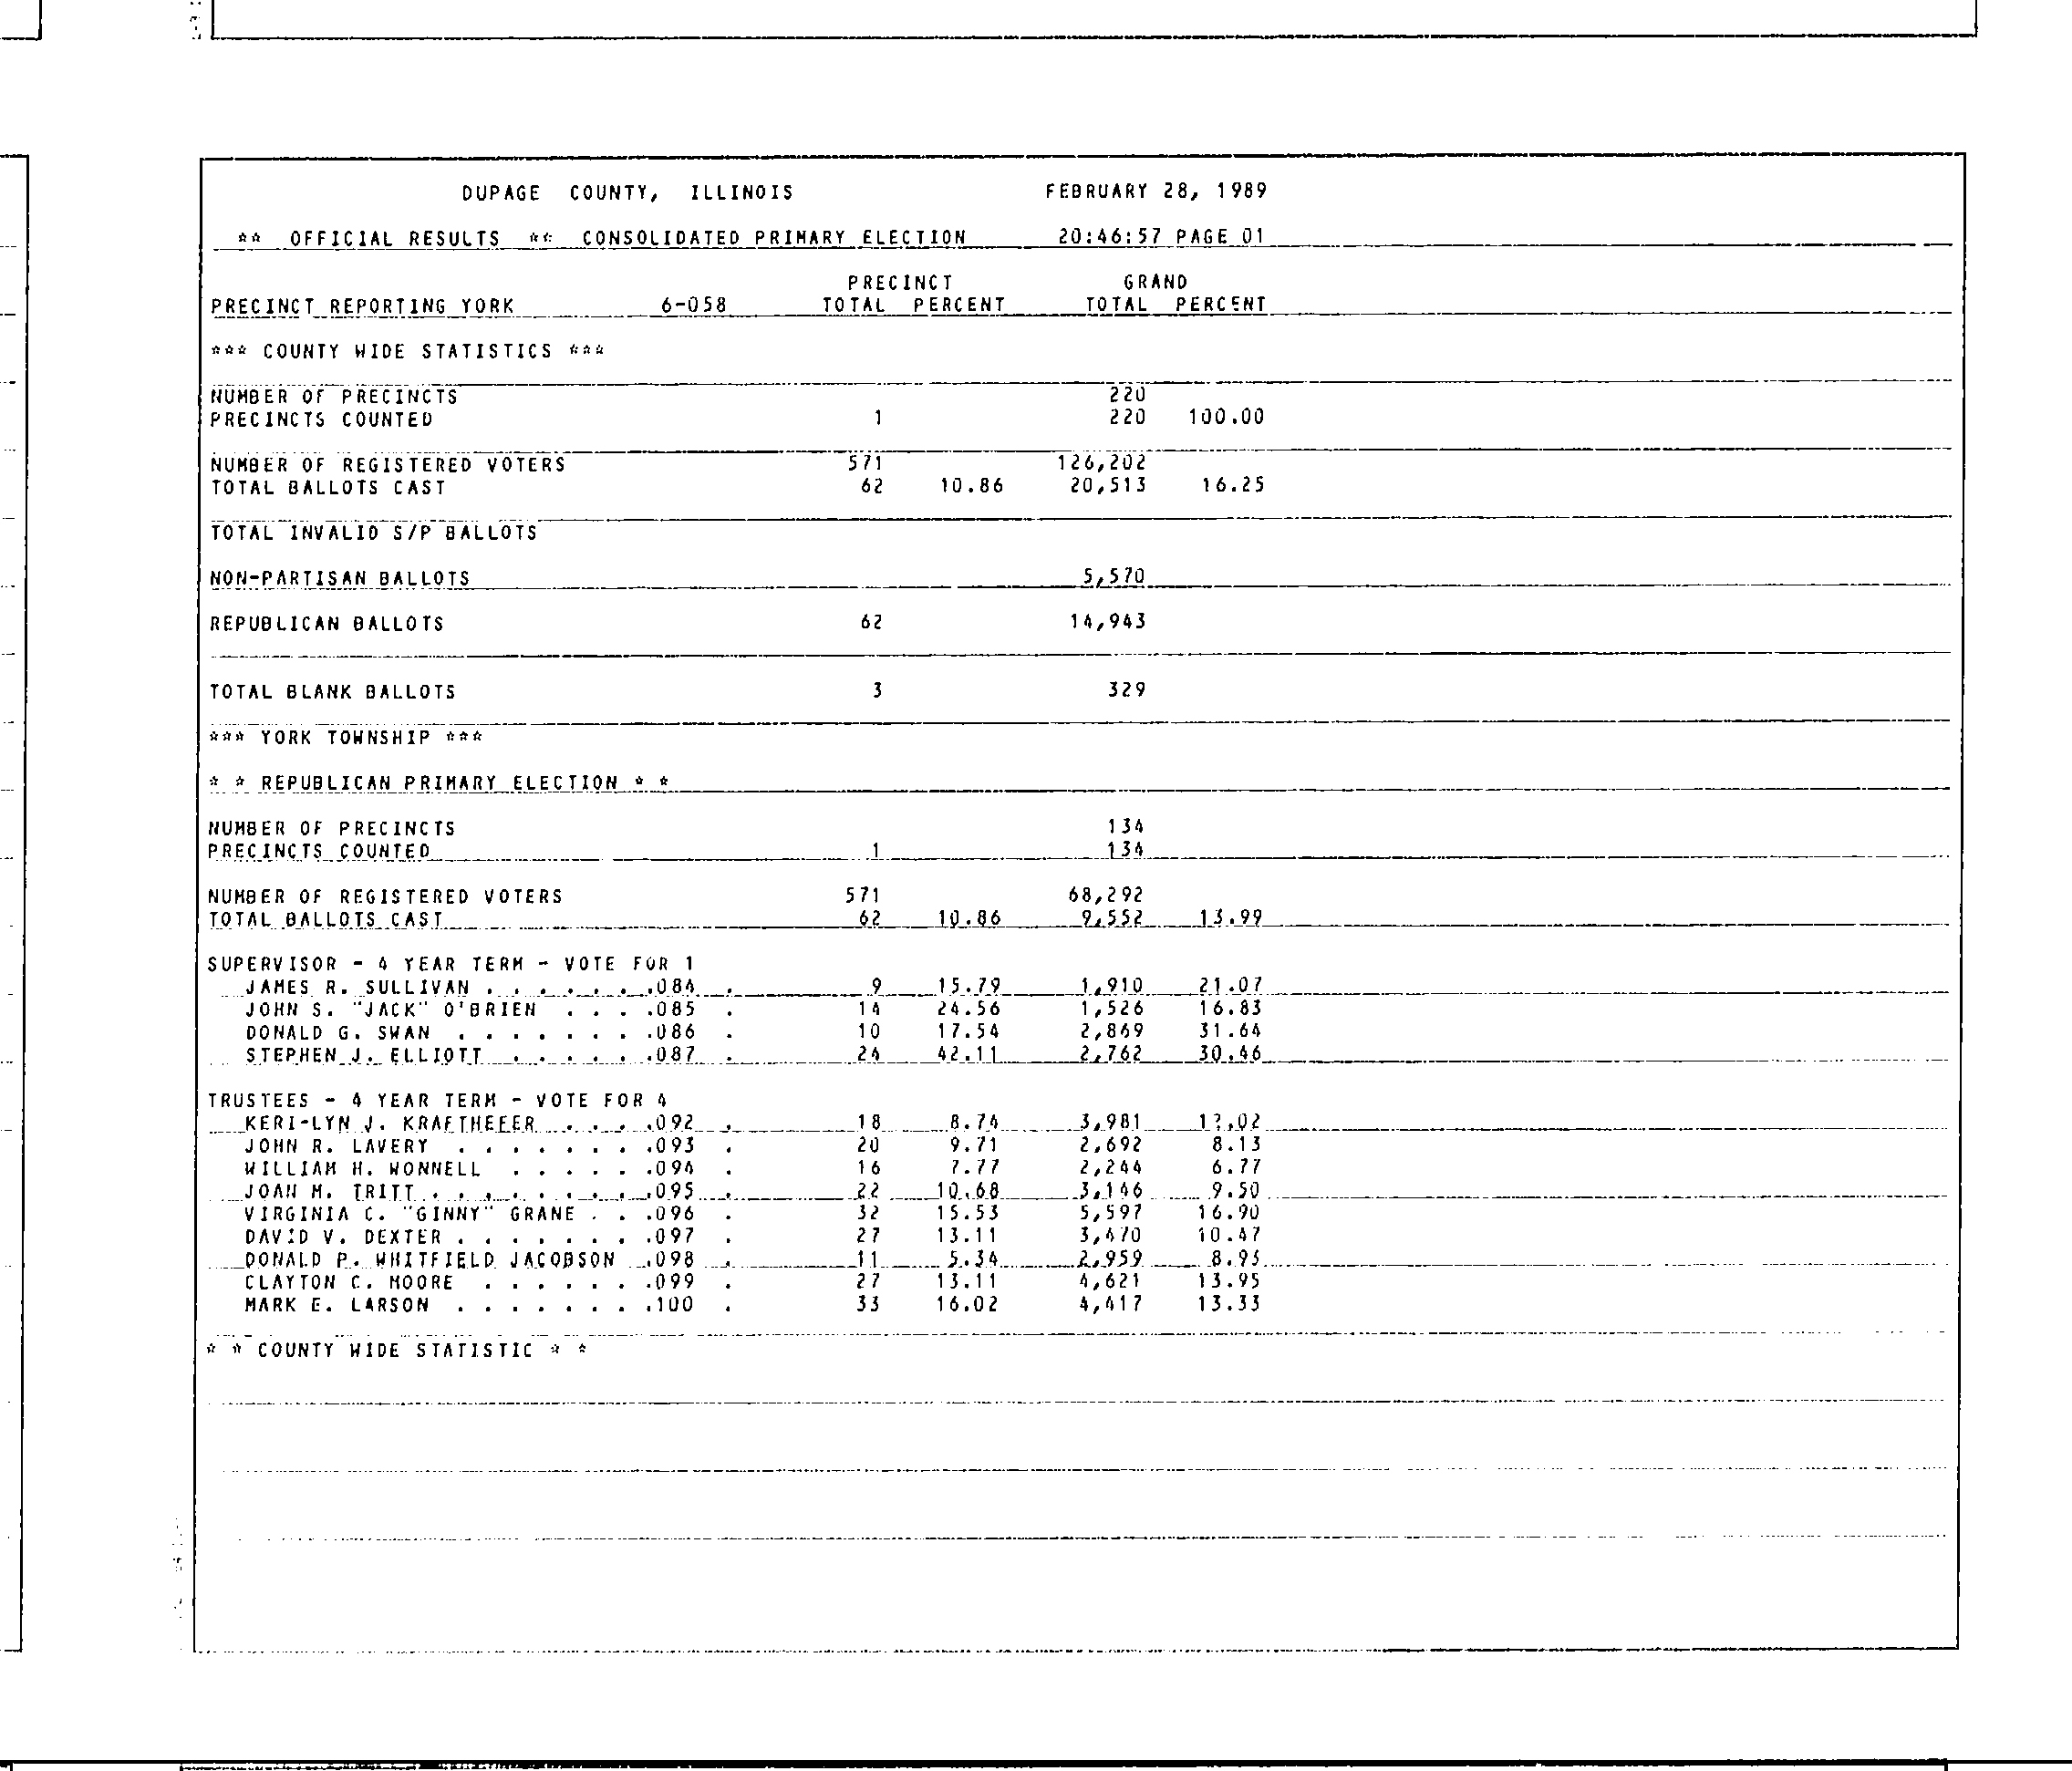 DUPAGE COUNTY, ILLINOIS FEBRUARY 28, 1989
** OFFICIAL RESULTS ** CONSOLIDATED PRIMARY ELECTION 20:46:57 PAGE 01
PRECINCT GRAND
PRECINCT REPORTING YORK 6-058 TOTAL PERCENT TOTAL PERCENT
*** COUNTY WIDE STATISTICS ***
NUMBER OF PRECINCTS 220
PRECINCTS COUNTED 1 220 100.00
NUMBER OF REGISTERED VOTERS 571 126,202
TOTAL BALLOTS CAST 62 10.86 20,513 16.25
TOTAL INVALID S/P BALLOTS
NON-PARTISAN BALLOTS 5,570
REPUBLICAN BALLOTS 62 14,943
TOTAL BLANK BALLOTS 3 329
*** YORK TOWNSHIP ***
* * REPUBLICAN PRIMARY ELECTION * *
NUMBER OF PRECINCTS 134
PRECINCTS COUNTED 1 134
NUMBER OF REGISTERED VOTERS 571 68,292
TOTAL BALLOTS CAST 62 10.86 9,552 13.99
SUPERVISOR - 4 YEAR TERM - VOTE FOR 1
JAMES R. SULLIVAN . . . . . . .084 . 9 15.79 1,910 21.07
JOHN S. "JACK" O'BRIEN . . . .085 . 14 24.56 1,526 16.83
DONALD G. SWAN . . . . . . . .086 . 10 17.54 2,869 31.64
STEPHEN J. ELLIOTT . . . . . .087 . 24 42.11 2,762 30.46
TRUSTEES - 4 YEAR TERM - VOTE FOR 4
KERI-LYN J. KRAFTHEFER . . . .092 . 18 8.74 3,981 12.02
JOHN R. LAVERY . . . . . . . .093 . 20 9.71 2,692 8.13
WILLIAM H. WONNELL . . . . . .094 . 16 7.77 2,244 6.77
JOAN M. TRITT . . . . . . . . .095 . 22 10.68 3,146 9.50
VIRGINIA C. "GINNY" GRANE . . .096 . 32 15.53 5,597 16.90
DAVID V. DEXTER . . . . . . . .097 . 27 13.11 3,470 10.47
DONALD P. WHITFIELD JACOBSON .098 . 11 5.34 2,959 8.93
CLAYTON C. MOORE . . . . . . .099 . 27 13.11 4,621 13.95
MARK E. LARSON . . . . . . . .100 . 33 16.02 4,417 13.33
* * COUNTY WIDE STATISTIC * *